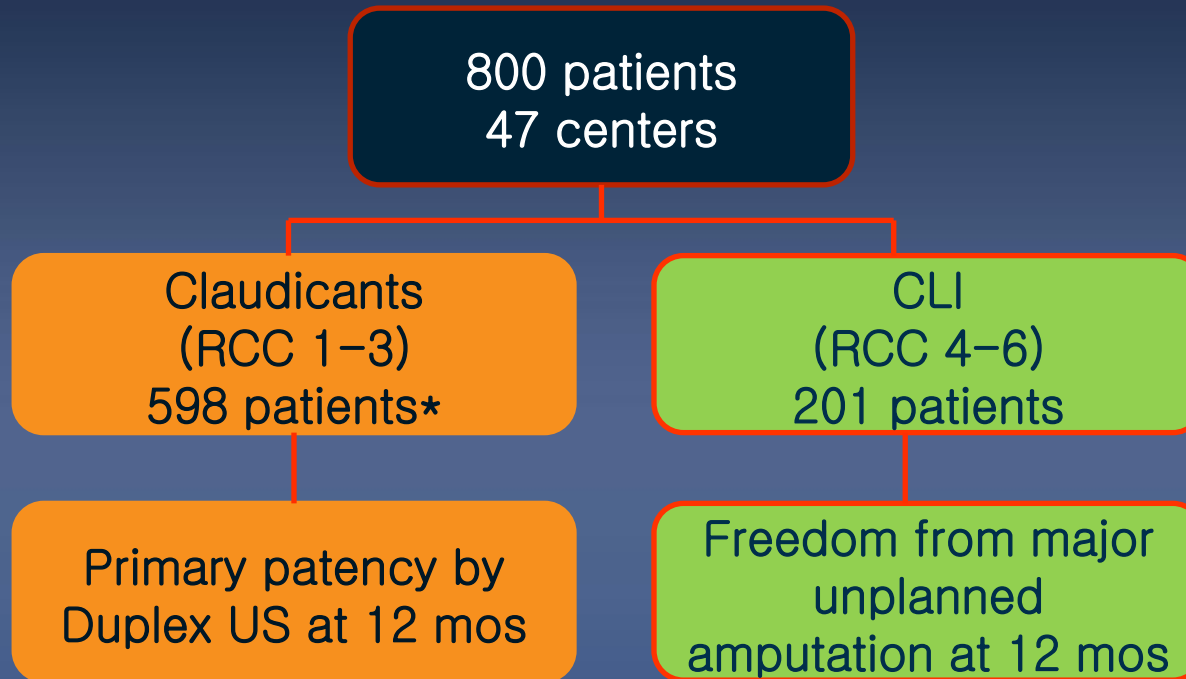 800 patients
47 centers
Claudicants
(RCC 1-3)
598 patients*
CLI
(RCC 4-6)
201 patients
Primary patency by
Duplex US at 12 mos
Freedom from major
unplanned
amputation at 12 mos